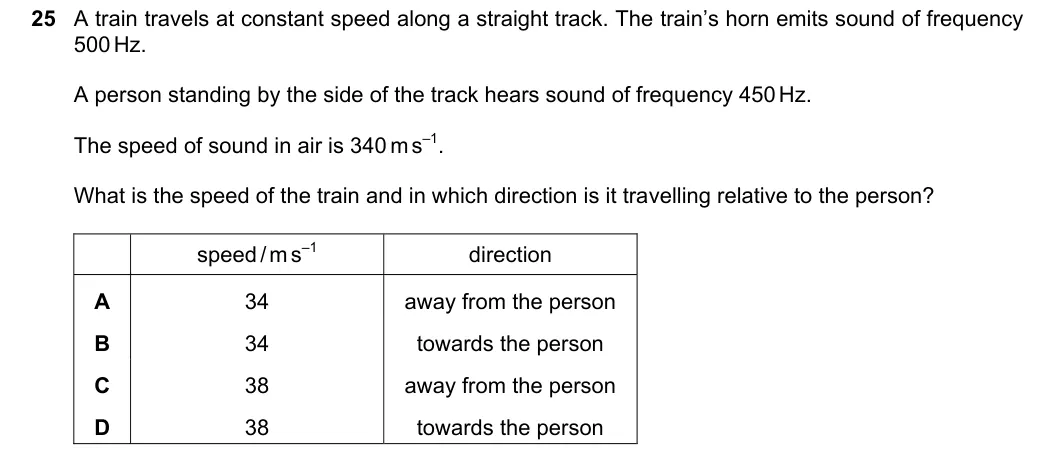 25 A train travels at constant speed along a straight track. The train’s horn emits sound of frequency
500 Hz.
A person standing by the side of the track hears sound of frequency 450 Hz.
The speed of sound in air is 340 m s⁻¹.
What is the speed of the train and in which direction is it travelling relative to the person?
speed / m s⁻¹ direction
A 34 away from the person
B 34 towards the person
C 38 away from the person
D 38 towards the person